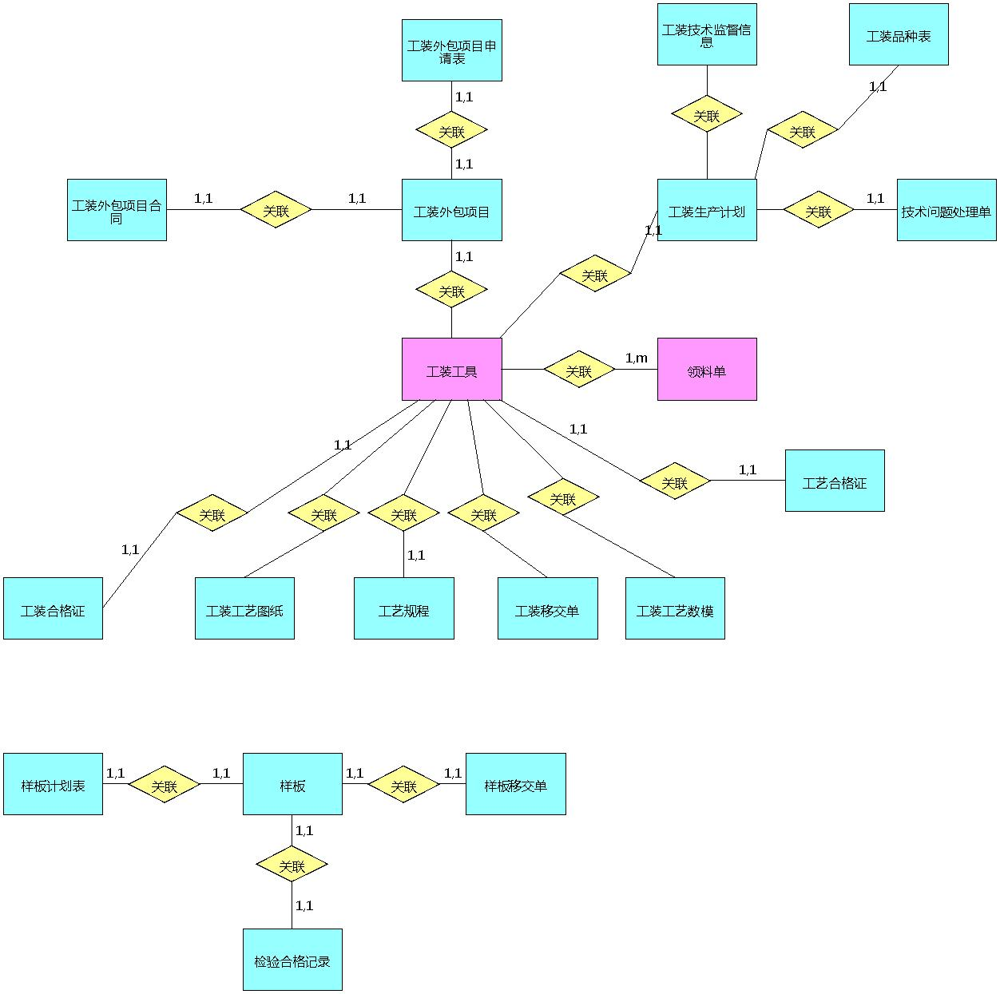 工装技术监督信
息
工装品种表
工装外包项目申
请表
1,1
1,1
关联
关联
关联
1,1
工装外包项目合
同
1,1
关联
1,1
工装外包项目
工装生产计划
关联
1,1
技术问题处理单
1,1
1,1
关联
关联
工装工具
关联
1,m
领料单
1,1
1,1
关联
1,1
工艺合格证
关联
关联
关联
关联
关联
1,1
1,1
工装合格证
工装工艺图纸
工艺规程
工装移交单
工装工艺数模
样板计划表
1,1
关联
1,1
样板
1,1
关联
1,1
样板移交单
1,1
关联
1,1
检验合格记录